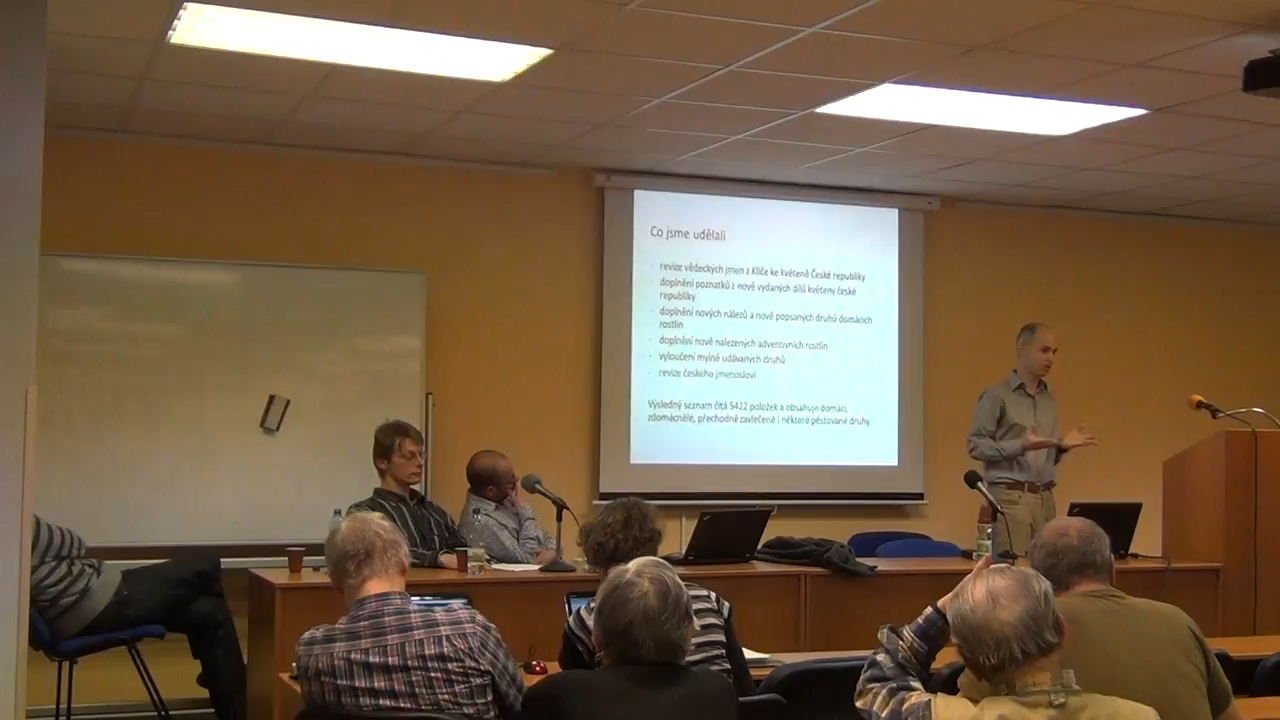 Co jsme udělali
- revize vědeckých jmen z Klíče ke květeně České republiky
- doplnění poznatků z nově vydaných dílů květeny české
republiky
- doplnění nových nálezů a nově popsaných druhů domácích
rostlin
- doplnění nově nalezených adventivních rostlin
- vyloučení mylně udávaných druhů
- revize českého jmenosloví
Výsledný seznam čítá 5422 položek a obsahuje domácí,
zdomácnělé, přechodně zavlečené i některé pěstované druhy.